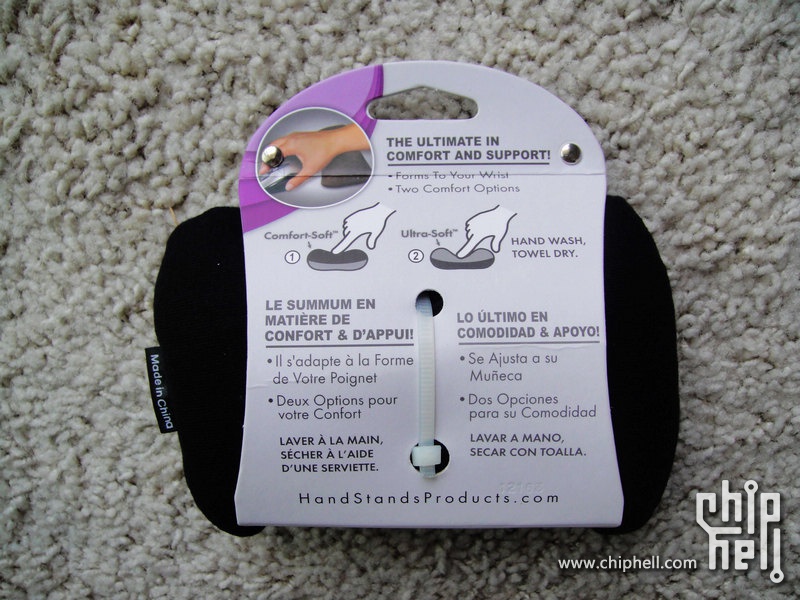 THE ULTIMATE IN
COMFORT AND SUPPORT!
• Forms To Your Wrist
• Two Comfort Options
Comfort-Soft™
1
Ultra-Soft™
2
HAND WASH,
TOWEL DRY.
LE SUMMUM EN
MATIÈRE DE
CONFORT & D'APPUI!
• Il s'adapte à la Forme
de Votre Poignet
• Deux Options pour
votre Confort
LAVER À LA MAIN,
SÉCHER À L'AIDE
D'UNE SERVIETTE.
LO ÚLTIMO EN
COMODIDAD & APOYO!
• Se Ajusta a su
Muñeca
• Dos Opciones
para su Comodidad
LAVAR A MANO,
SECAR CON TOALLA.
HandStandsProducts.com
Made in China
www.chiphell.com
chip
hell